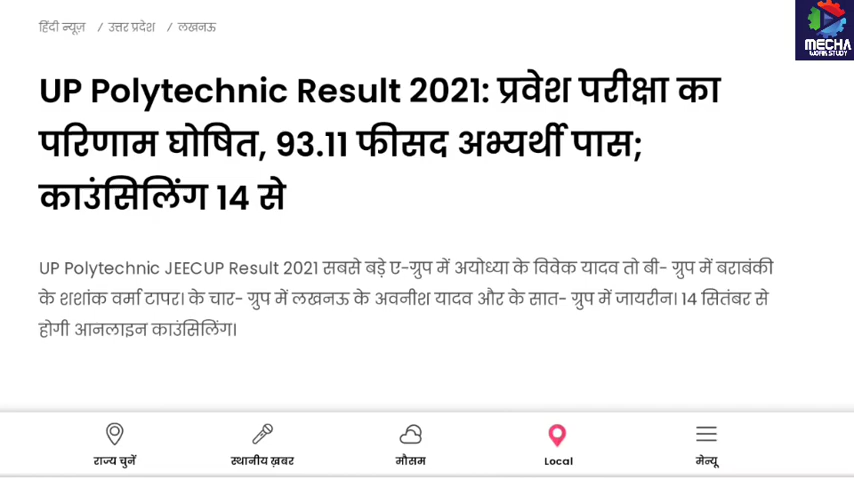 हिंदी न्यूज़ / उत्तर प्रदेश / लखनऊ
MECHA
WORK STUDY
UP Polytechnic Result 2021: प्रवेश परीक्षा का
परिणाम घोषित, 93.11 फीसद अभ्यर्थी पास;
काउंसिलिंग 14 से
UP Polytechnic JEECUP Result 2021 सबसे बड़े ए-ग्रुप में अयोध्या के विवेक यादव तो बी- ग्रुप में बाराबंकी
के शशांक वर्मा टापर। के चार- ग्रुप में लखनऊ के अवनीश यादव और के सात- ग्रुप में जायरीन। 14 सितंबर से
होगी आनलाइन काउंसिलिंग।
राज्य चुनें स्थानीय ख़बर मौसम Local मेन्यू